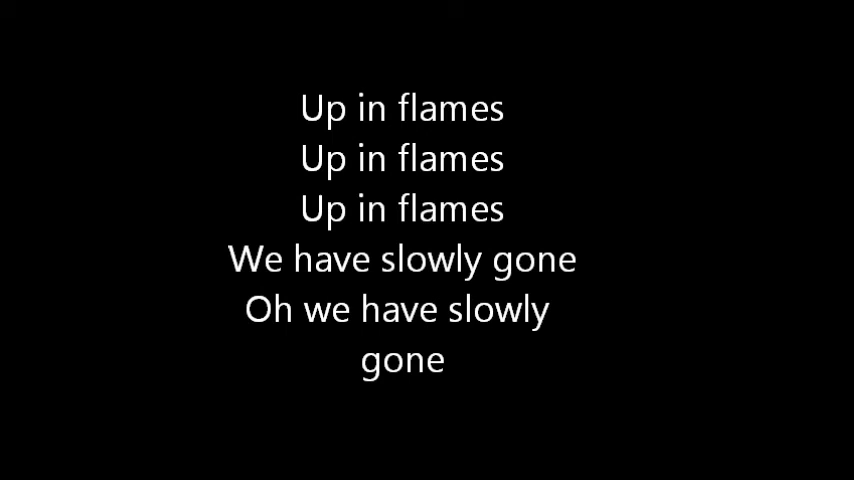 Up in flames
Up in flames
Up in flames
We have slowly gone
Oh we have slowly
gone